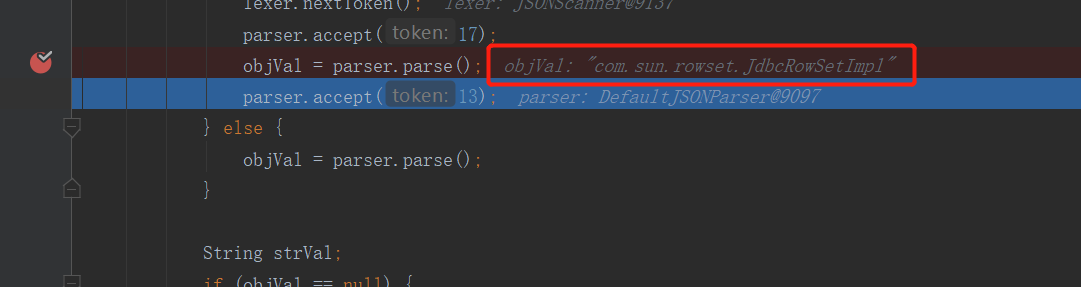 lexer.nextToken(); lexer: JSONScanner@9137
parser.accept( token: 17);
objVal = parser.parse(); objVal: "com.sun.rowset.JdbcRowSetImpl"
parser.accept( token: 13); parser: DefaultJSONParser@9097
} else {
objVal = parser.parse();
}
String strVal;
if (objVal == null) {